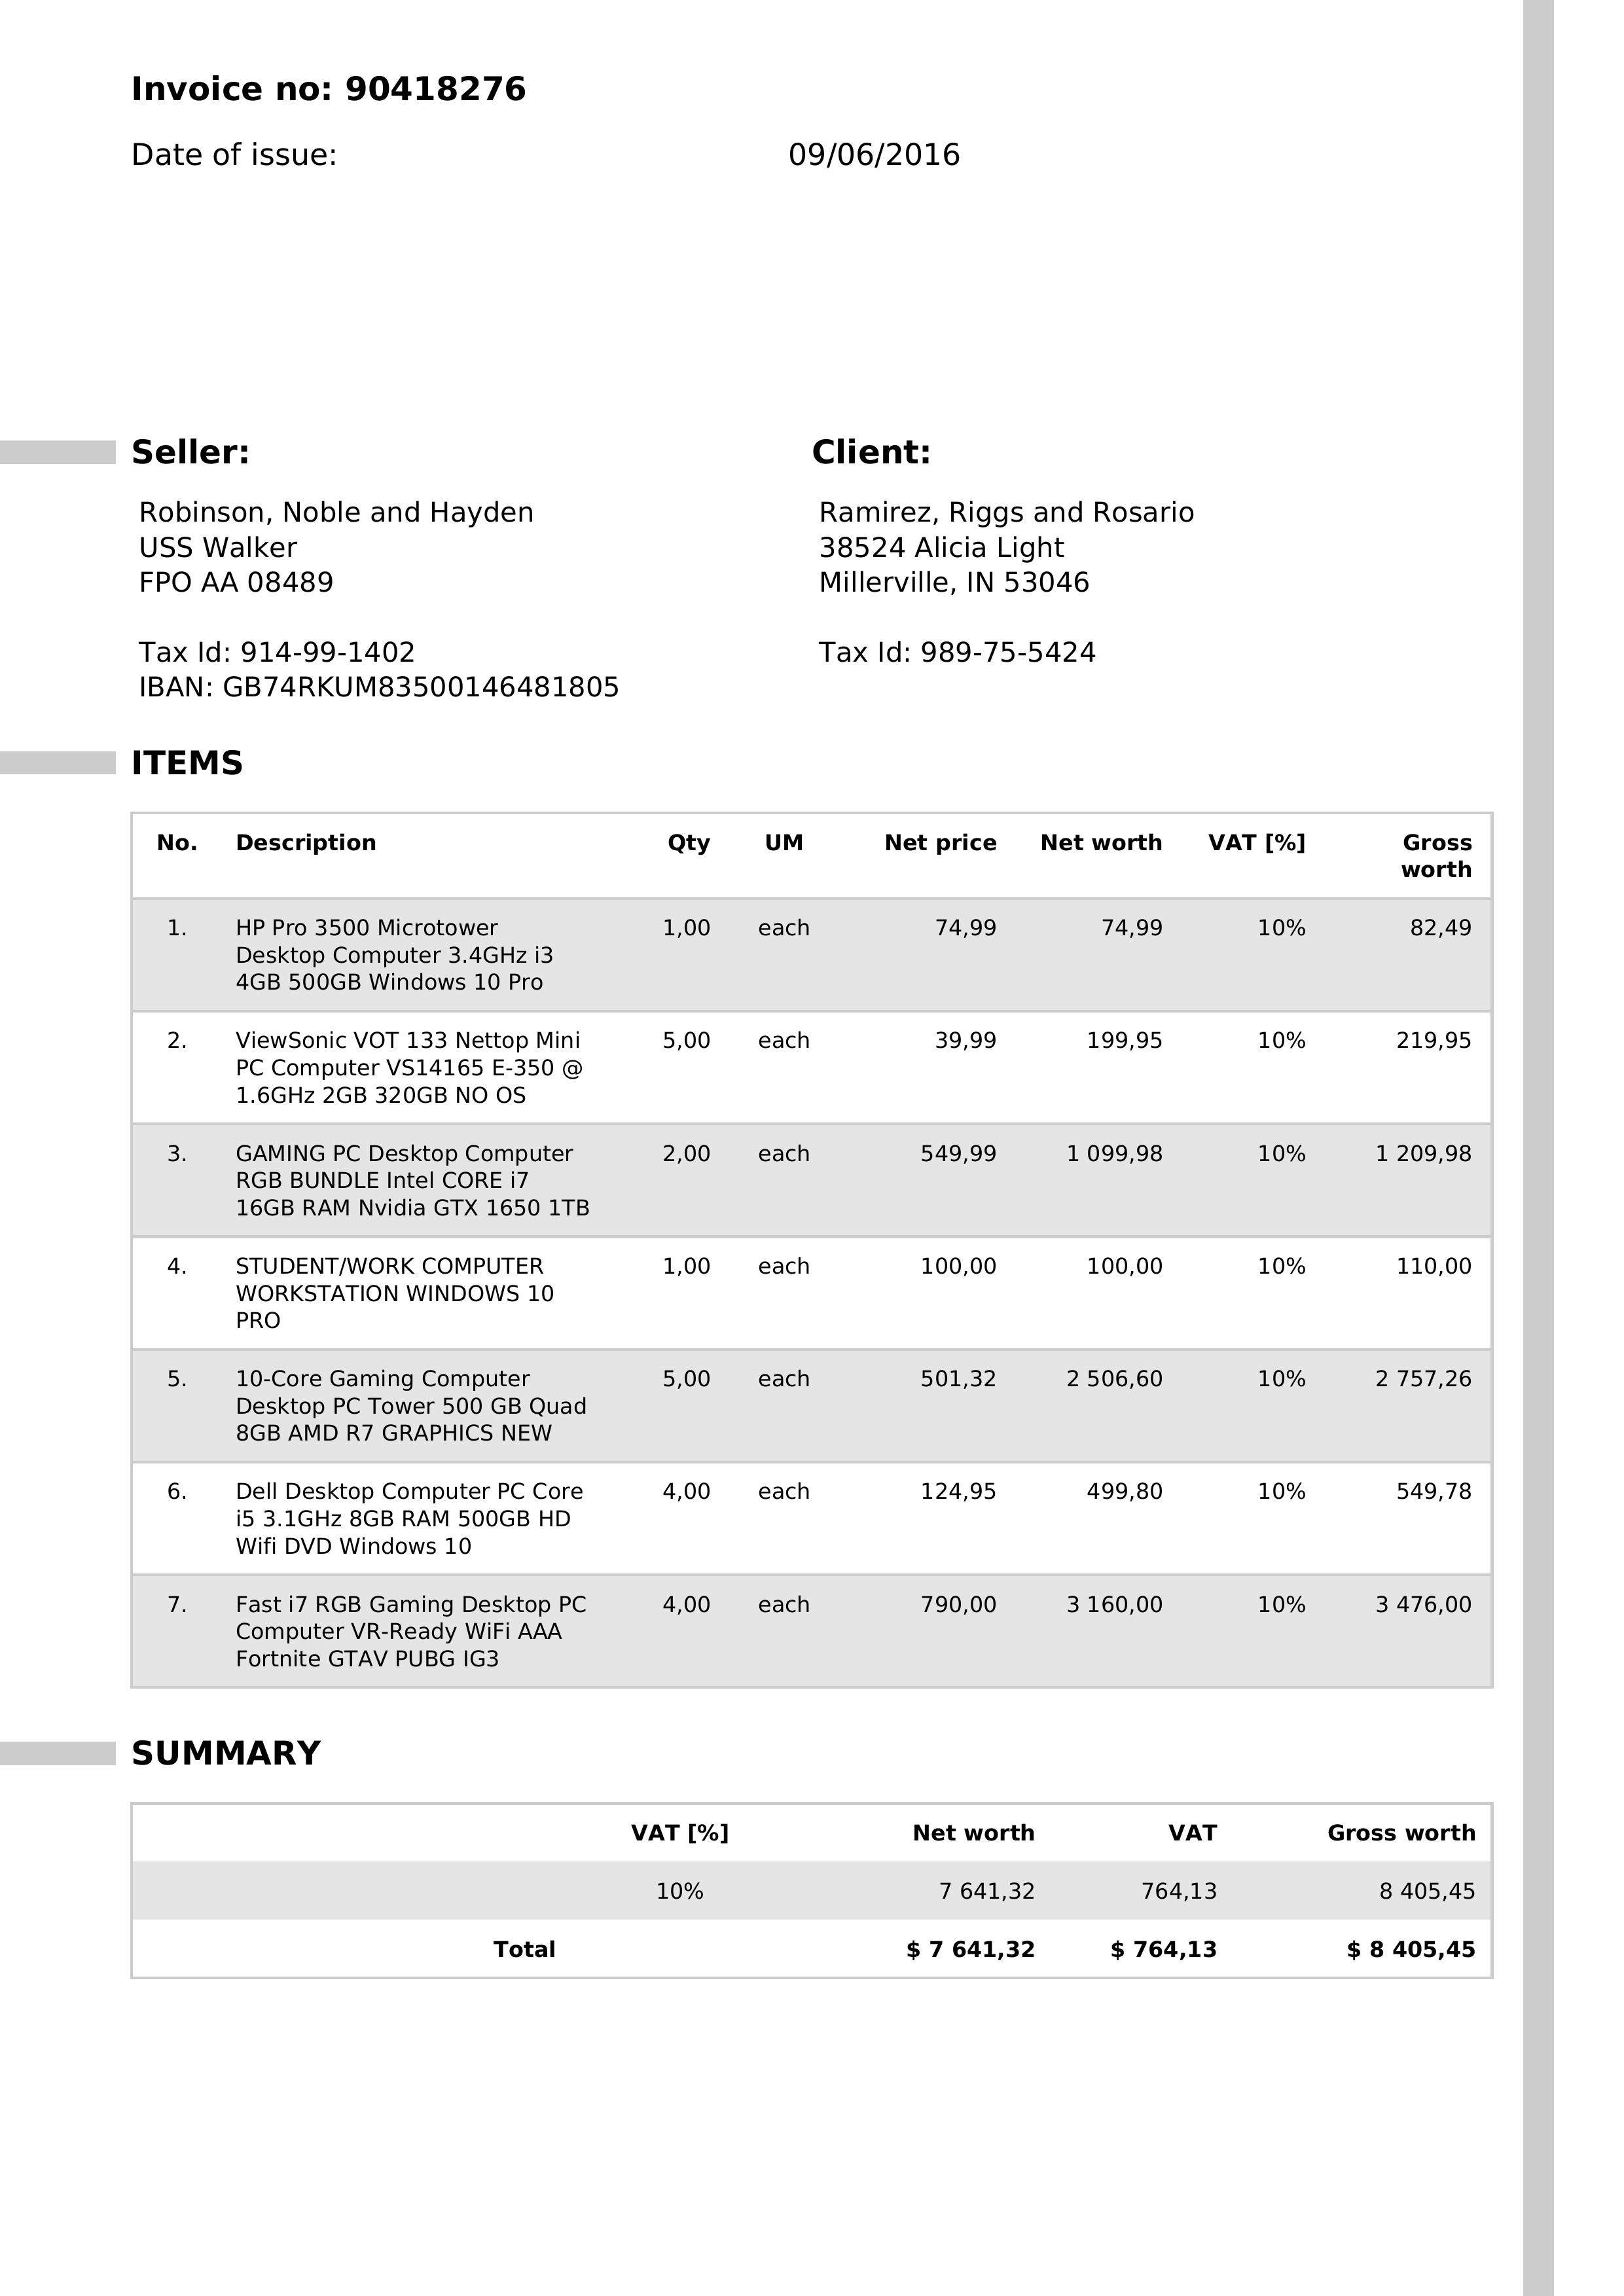 Invoice no: 90418276
Date of issue: 09/06/2016
Seller: Client:
Robinson, Noble and Hayden Ramirez, Riggs and Rosario
USS Walker 38524 Alicia Light
FPO AA 08489 Millerville, IN 53046
Tax Id: 914-99-1402 Tax Id: 989-75-5424
IBAN: GB74RKUM83500146481805
ITEMS
No. Description Qty UM Net price Net worth VAT [%] Gross
worth
1. HP Pro 3500 Microtower 1,00 each 74,99 74,99 10% 82,49
Desktop Computer 3.4GHz i3
4GB 500GB Windows 10 Pro
2. ViewSonic VOT 133 Nettop Mini 5,00 each 39,99 199,95 10% 219,95
PC Computer VS14165 E-350 @
1.6GHz 2GB 320GB NO OS
3. GAMING PC Desktop Computer 2,00 each 549,99 1 099,98 10% 1 209,98
RGB BUNDLE Intel CORE i7
16GB RAM Nvidia GTX 1650 1TB
4. STUDENT/WORK COMPUTER 1,00 each 100,00 100,00 10% 110,00
WORKSTATION WINDOWS 10
PRO
5. 10-Core Gaming Computer 5,00 each 501,32 2 506,60 10% 2 757,26
Desktop PC Tower 500 GB Quad
8GB AMD R7 GRAPHICS NEW
6. Dell Desktop Computer PC Core 4,00 each 124,95 499,80 10% 549,78
i5 3.1GHz 8GB RAM 500GB HD
Wifi DVD Windows 10
7. Fast i7 RGB Gaming Desktop PC 4,00 each 790,00 3 160,00 10% 3 476,00
Computer VR-Ready WiFi AAA
Fortnite GTAV PUBG IG3
SUMMARY
VAT [%] Net worth VAT Gross worth
10% 7 641,32 764,13 8 405,45
Total $ 7 641,32 $ 764,13 $ 8 405,45